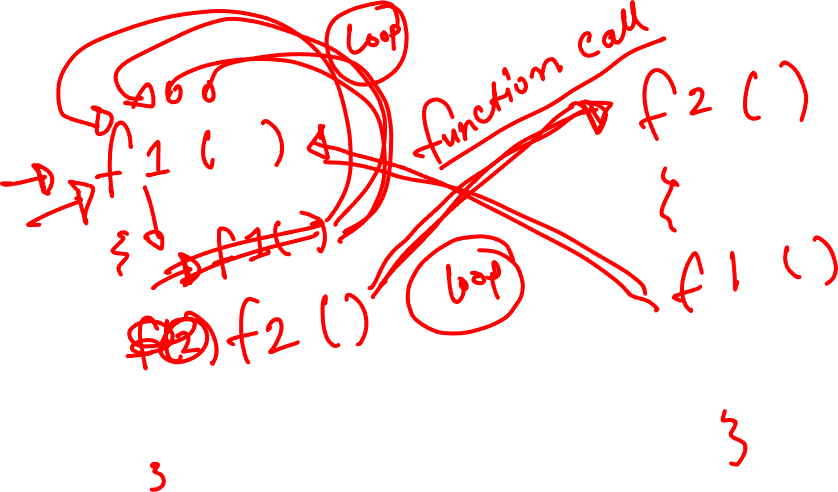 loop
function call
f1 ( )
{
f1( )
f2 ( )
}
f2 ( )
{
f1 ( )
}
loop